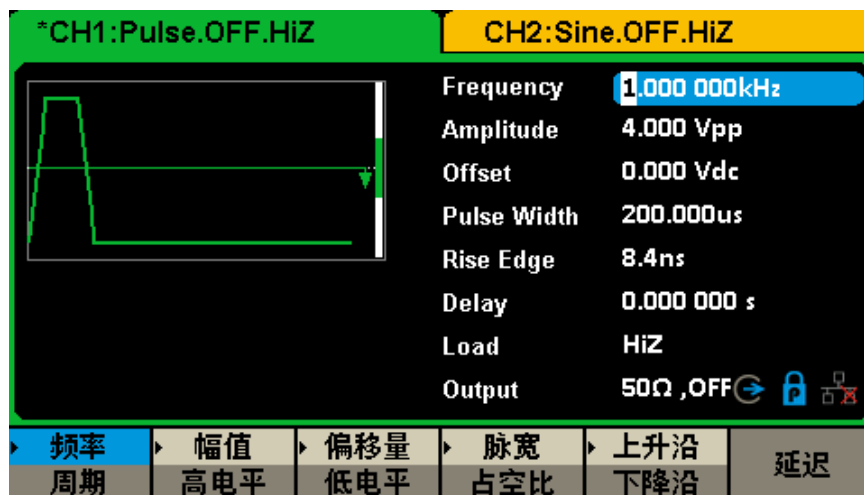 *CH1:Pulse.OFF.HiZ CH2:Sine.OFF.HiZ
Frequency 1.000 000kHz
Amplitude 4.000 Vpp
Offset 0.000 Vdc
Pulse Width 200.000us
Rise Edge 8.4ns
Delay 0.000 000 s
Load HiZ
Output 50Ω ,OFF P
频率 幅值 偏移量 脉宽 上升沿 延迟
周期 高电平 低电平 占空比 下降沿